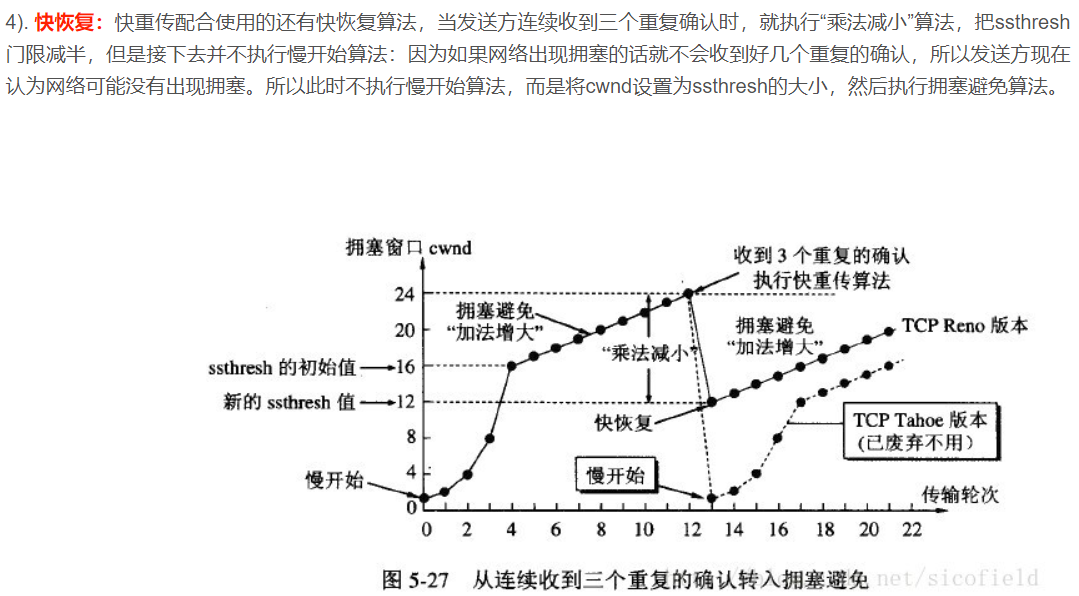 4). 快恢复：快重传配合使用的还有快恢复算法，当发送方连续收到三个重复确认时，就执行“乘法减小”算法，把ssthresh
门限减半，但是接下去并不执行慢开始算法：因为如果网络出现拥塞的话就不会收到好几个重复的确认，所以发送方现在
认为网络可能没有出现拥塞。所以此时不执行慢开始算法，而是将cwnd设置为ssthresh的大小，然后执行拥塞避免算法。
拥塞窗口 cwnd
收到 3 个重复的确认
执行快重传算法
24
拥塞避免
“加法增大”
拥塞避免
“加法增大”
TCP Reno 版本
20
“乘法减小”
ssthresh 的初始值
16
新的 ssthresh 值
12
快恢复
TCP Tahoe 版本
(已废弃不用）
8
慢开始
4
慢开始
传输轮次
0
0 2 4 6 8 10 12 14 16 18 20 22
图 5-27 从连续收到三个重复的确认转入拥塞避免
net/sicofield